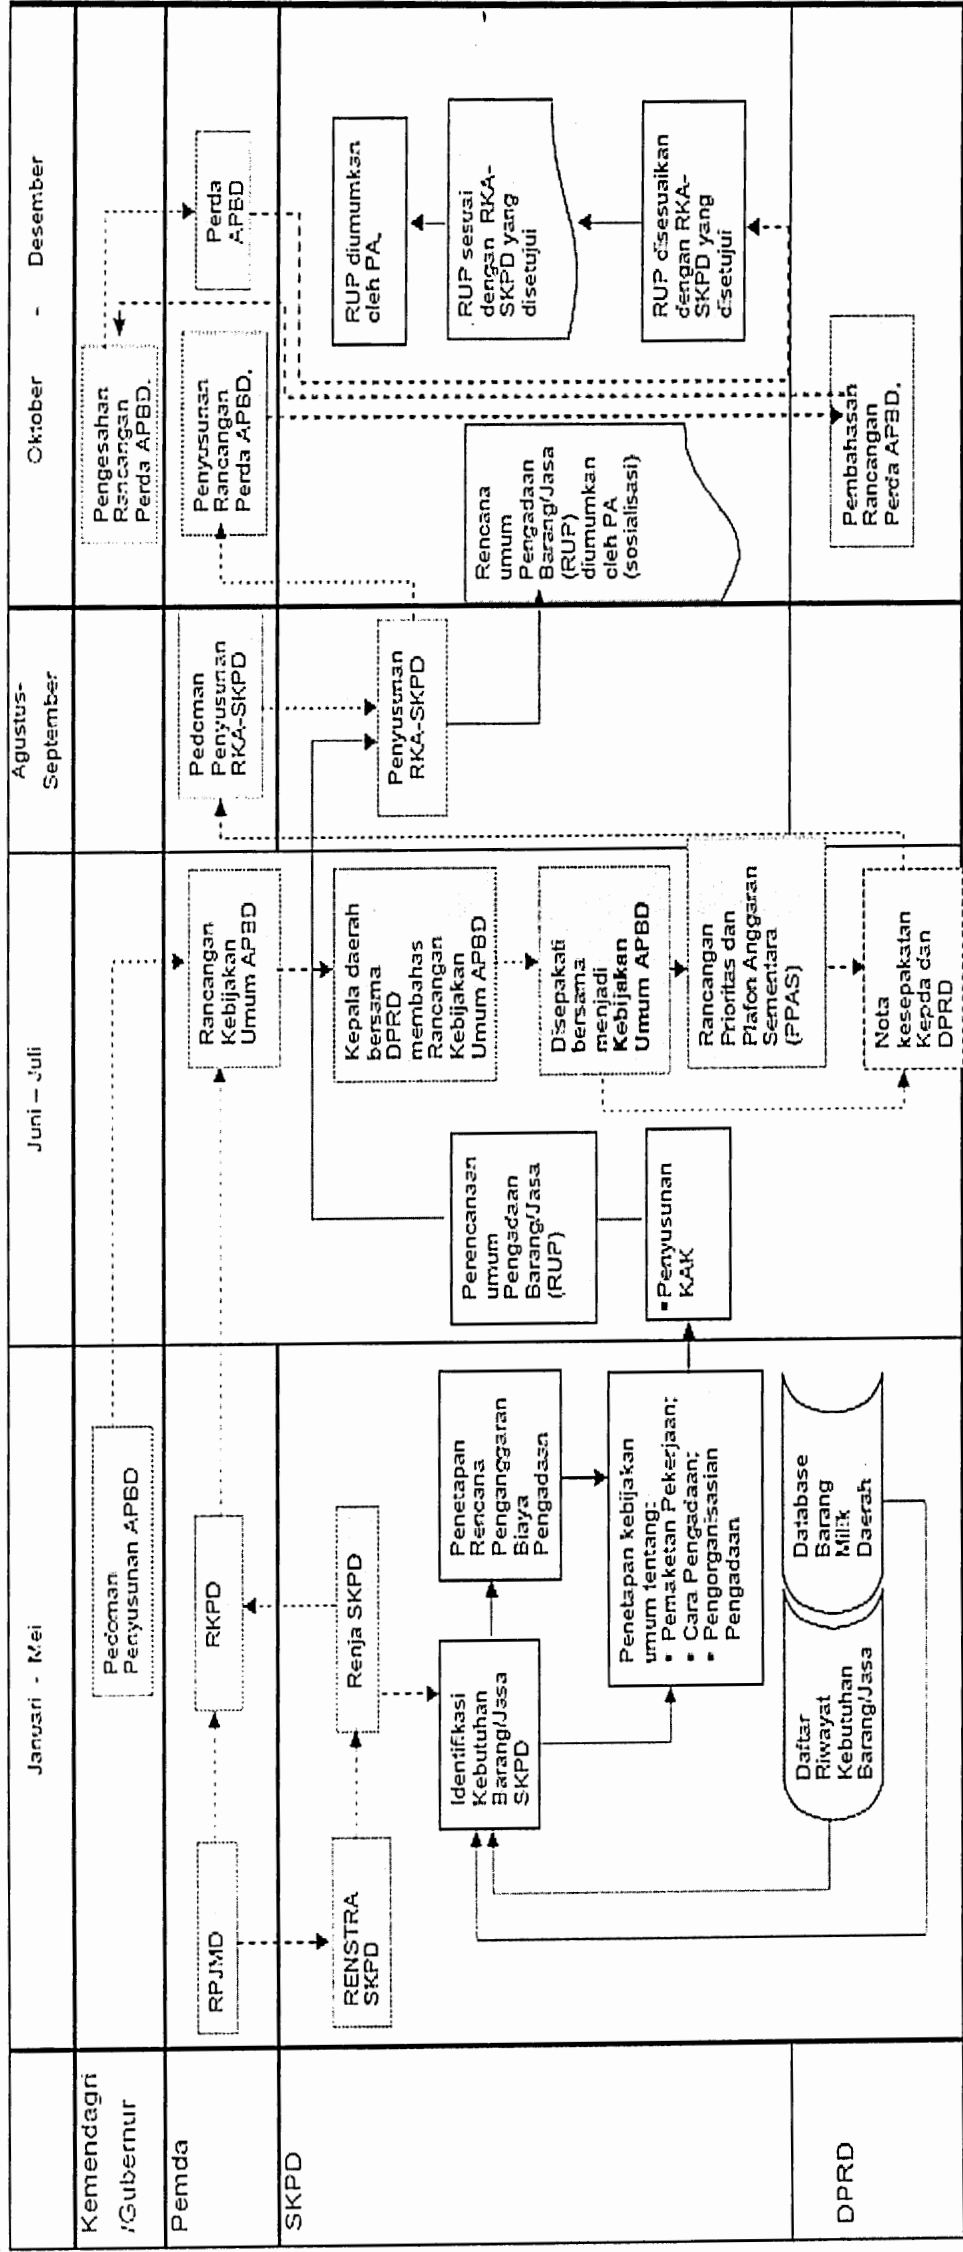 Januari - Mei
Juni – Juli
Agustus-
September
Oktober - Desember
Kemendagri
/Gubernur
Pedoman
Penyusunan APBD
Pengesahan
Rancangan
Perda APBD.
Pemda
RPJMD
RKPD
Rancangan
Kebijakan
Umum APBD
Pedoman
Penyusunan
RKA-SKPD
Penyusunan
Rancangan
Perda APBD.
Perda
APBD
SKPD
RENSTRA
SKPD
Renja SKPD
Identifikasi
Kebutuhan
Barang/Jasa
SKPD
Penetapan
Rencana
Penganggaran
Biaya
Pengadaan
Penetapan kebijakan
umum tentang:
▪ Pemaketan Pekerjaan;
▪ Cara Pengadaan;
▪ Pengorganisasian
Pengadaan
Daftar
Riwayat
Kebutuhan
Barang/Jasa
Database
Barang
Milik
Daerah
Perencanaan
umum
Pengadaan
Barang/Jasa
(RUP)
▪ Penyusunan
KAK
Kepala daerah
bersama
DPRD
membahas
Rancangan
Kebijakan
Umum APBD
Disepakati
bersama
menjadi
Kebijakan
Umum APBD
Rancangan
Prioritas dan
Plafon Anggaran
Sementara
(PPAS)
Penyusunan
RKA-SKPD
Rencana
umum
Pengadaan
Barang/Jasa
(RUP)
diumumkan
oleh PA
(sosialisasi)
RUP diumumkan
oleh PA.
RUP sesuai
dengan RKA-
SKPD yang
disetujui
RUP disesuaikan
dengan RKA-
SKPD yang
disetujui
DPRD
Nota
kesepakatan
Kepda dan
DPRD
Pembahasan
Rancangan
Perda APBD.